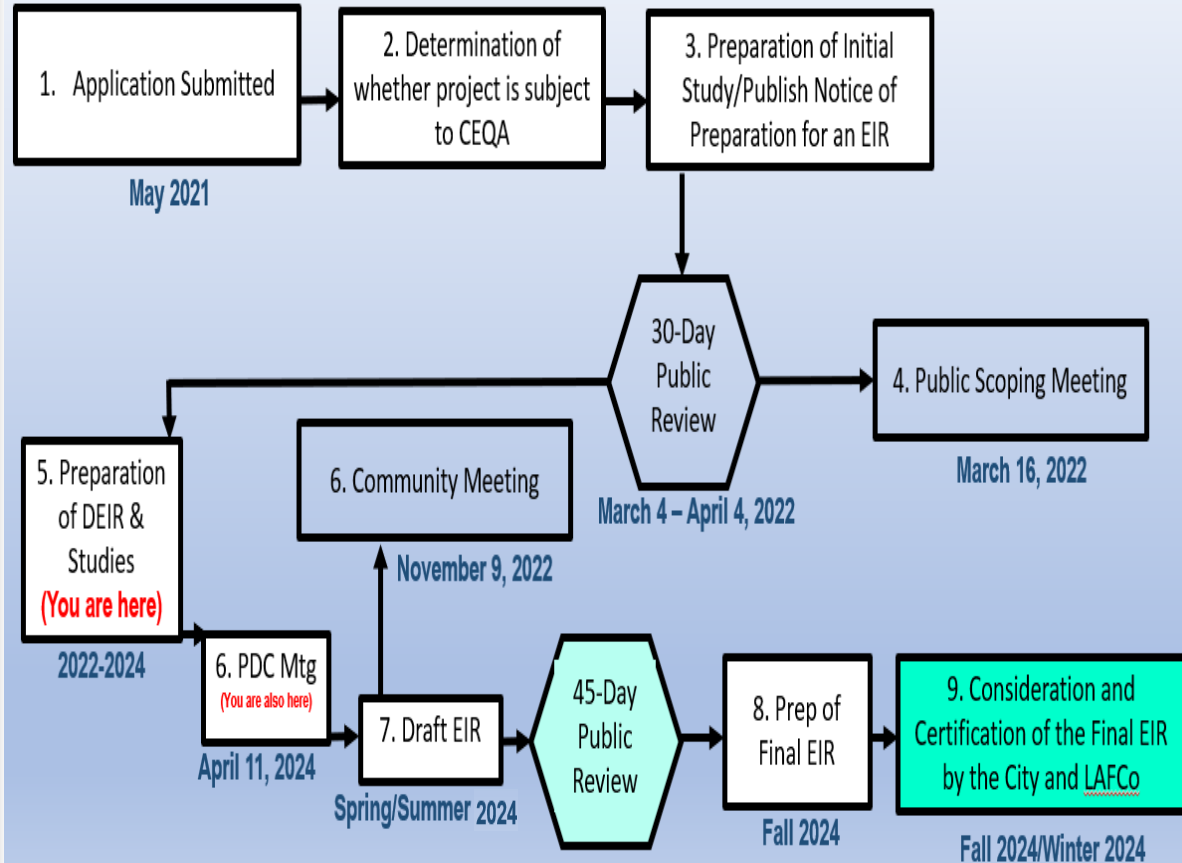 1. Application Submitted
May 2021
2. Determination of
whether project is subject
to CEQA
3. Preparation of Initial
Study/Publish Notice of
Preparation for an EIR
30-Day
Public
Review
March 4 – April 4, 2022
4. Public Scoping Meeting
March 16, 2022
5. Preparation
of DEIR &
Studies
(You are here)
2022-2024
6. Community Meeting
November 9, 2022
6. PDC Mtg
(You are also here)
April 11, 2024
7. Draft EIR
Spring/Summer 2024
45-Day
Public
Review
8. Prep of
Final EIR
Fall 2024
9. Consideration and
Certification of the Final EIR
by the City and LAFCo
Fall 2024/Winter 2024